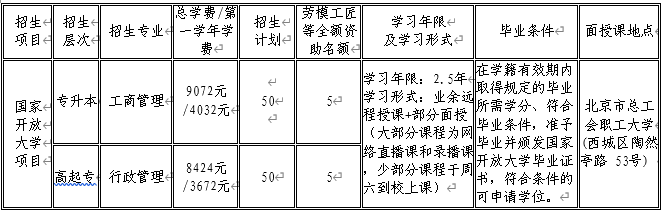 招生项目
招生层次
招生专业
总学费/第一学年学费
招生计划
劳模工匠等全额资助名额
学习年限及学习形式
毕业条件
面授课地点
国家开放大学项目
专升本
工商管理
9072元/4032元
50
5
学习年限：2.5年
学习形式：业余远程授课+部分面授（大部分课程为网络直播课和录播课，少部分课程于周六到校上课）
在学籍有效期内取得规定的毕业所需学分、符合毕业条件，准予毕业并颁发国家开放大学毕业证书，符合条件的可申请学位。
北京市总工会职工大学(西城区陶然亭路 53号)
高起专
行政管理
8424元/3672元
50
5